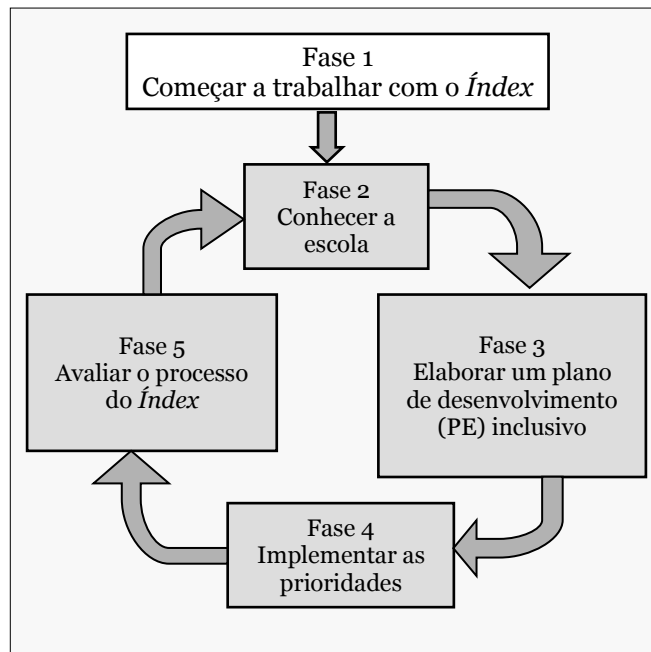 Fase 1
Começar a trabalhar com o Índex
Fase 2
Conhecer a
escola
Fase 5
Avaliar o processo
do Índex
Fase 3
Elaborar um plano
de desenvolvimento
(PE) inclusivo
Fase 4
Implementar as
prioridades